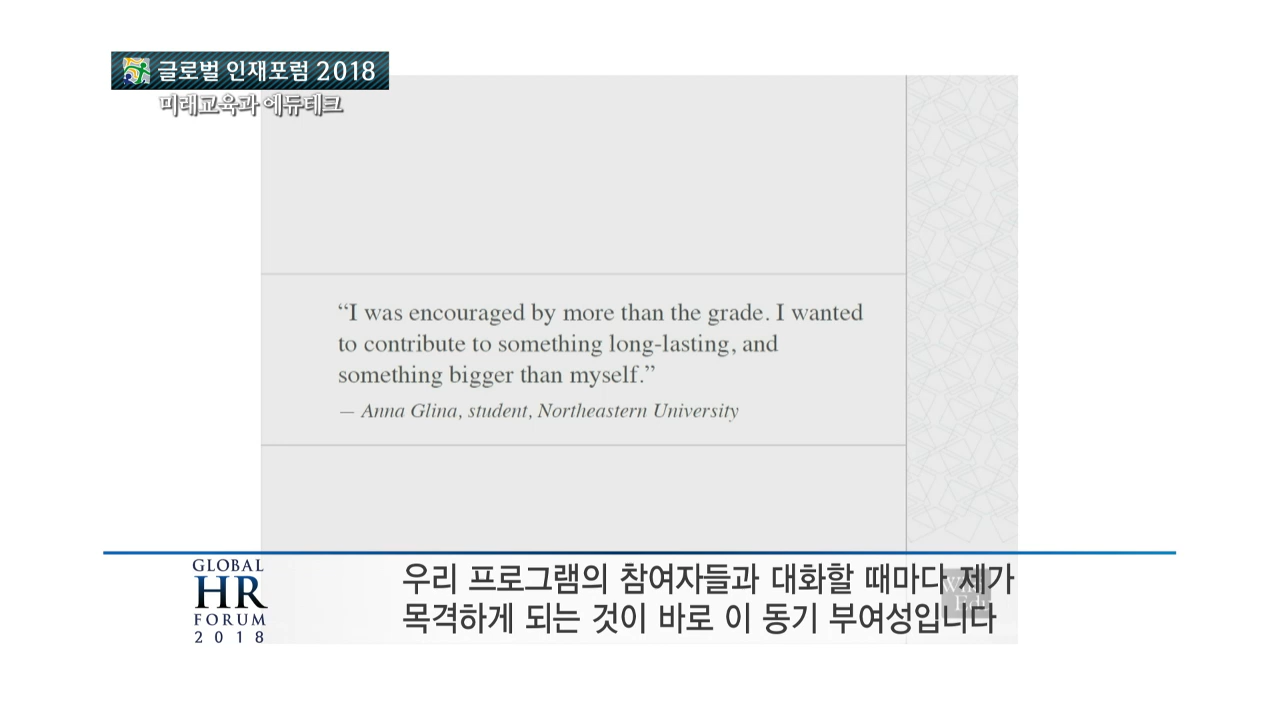 글로벌 인재포럼 2018
미래교육과 에듀테크
“I was encouraged by more than the grade. I wanted
to contribute to something long-lasting, and
something bigger than myself.”
— Anna Glina, student, Northeastern University
GLOBAL
HR
FORUM
2018
우리 프로그램의 참여자들과 대화할 때마다 제가
목격하게 되는 것이 바로 이 동기 부여성입니다